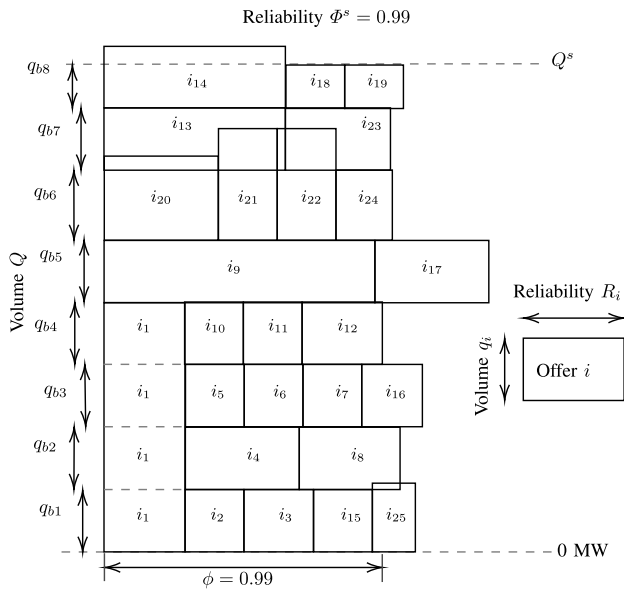 Reliability Φ^s = 0.99
Q^s
q_b8
i_14
i_18
i_19
q_b7
i_13
i_23
q_b6
i_20
i_21
i_22
i_24
q_b5
i_9
i_17
Volume Q
q_b4
i_1
i_10
i_11
i_12
q_b3
i_1
i_5
i_6
i_7
i_16
q_b2
i_1
i_4
i_8
q_b1
i_1
i_2
i_3
i_15
i_25
0 MW
ϕ = 0.99
Reliability R_i
Volume q_i
Offer i